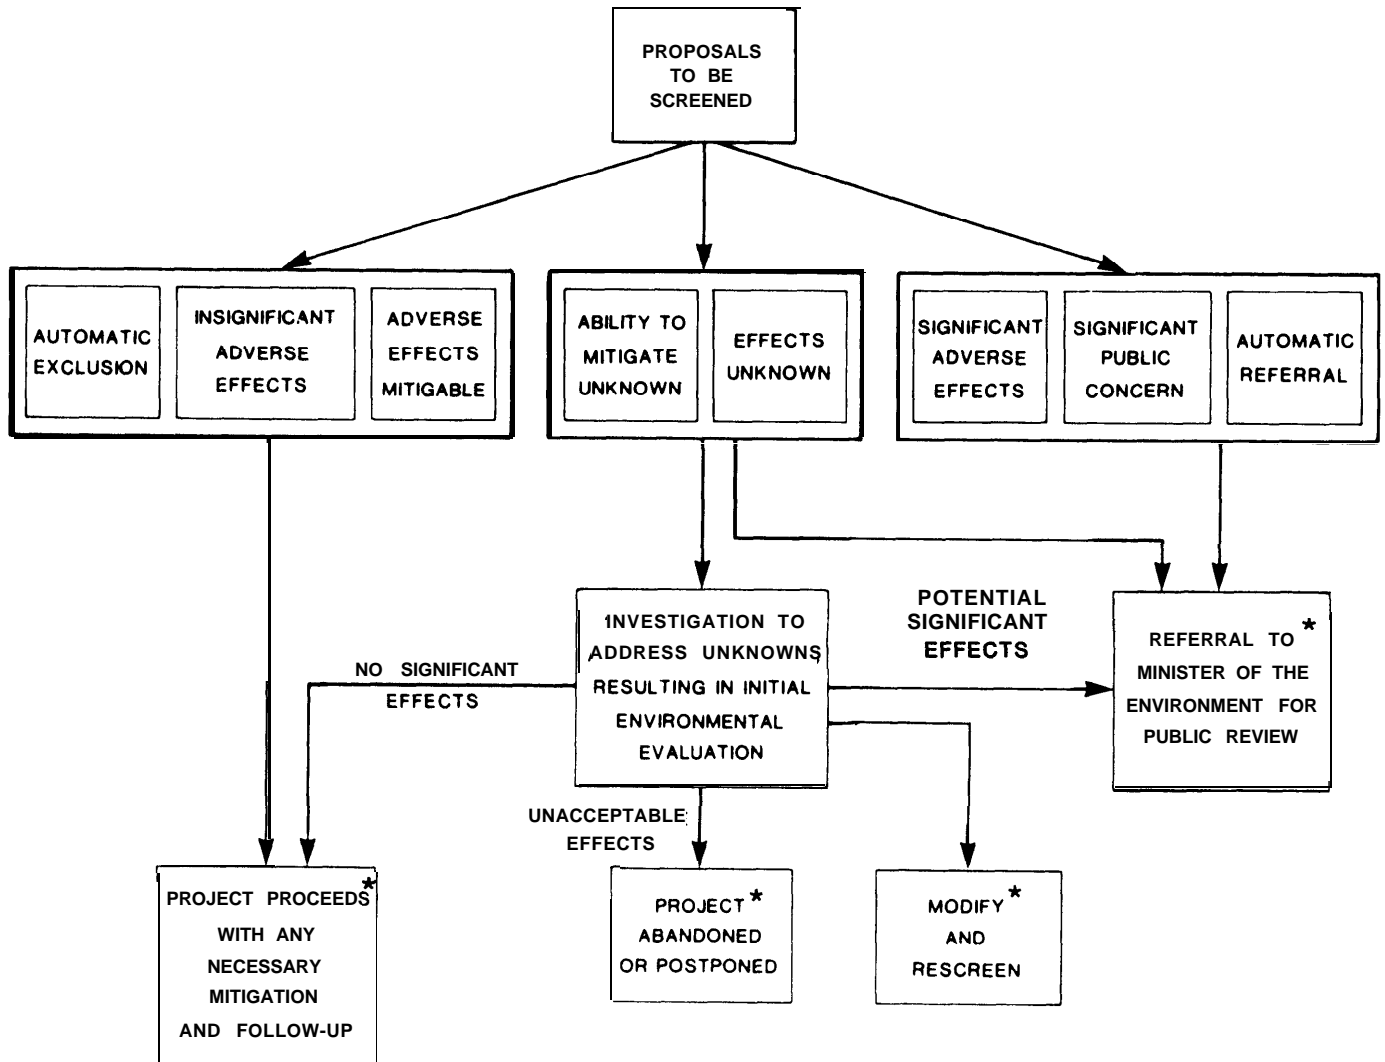 PROPOSALS
TO BE
SCREENED
AUTOMATIC
EXCLUSION
INSIGNIFICANT
ADVERSE
EFFECTS
ADVERSE
EFFECTS
MITIGABLE
ABILITY TO
MITIGATE
UNKNOWN
EFFECTS
UNKNOWN
SIGNIFICANT
ADVERSE
EFFECTS
SIGNIFICANT
PUBLIC
CONCERN
AUTOMATIC
REFERRAL
INVESTIGATION TO
ADDRESS UNKNOWNS
RESULTING IN INITIAL
ENVIRONMENTAL
EVALUATION
POTENTIAL
SIGNIFICANT
EFFECTS
REFERRAL TO *
MINISTER OF THE
ENVIRONMENT FOR
PUBLIC REVIEW
NO SIGNIFICANT
EFFECTS
UNACCEPTABLE
EFFECTS
PROJECT PROCEEDS *
WITH ANY
NECESSARY
MITIGATION
AND FOLLOW-UP
PROJECT *
ABANDONED
OR POSTPONED
MODIFY *
AND
RESCREEN